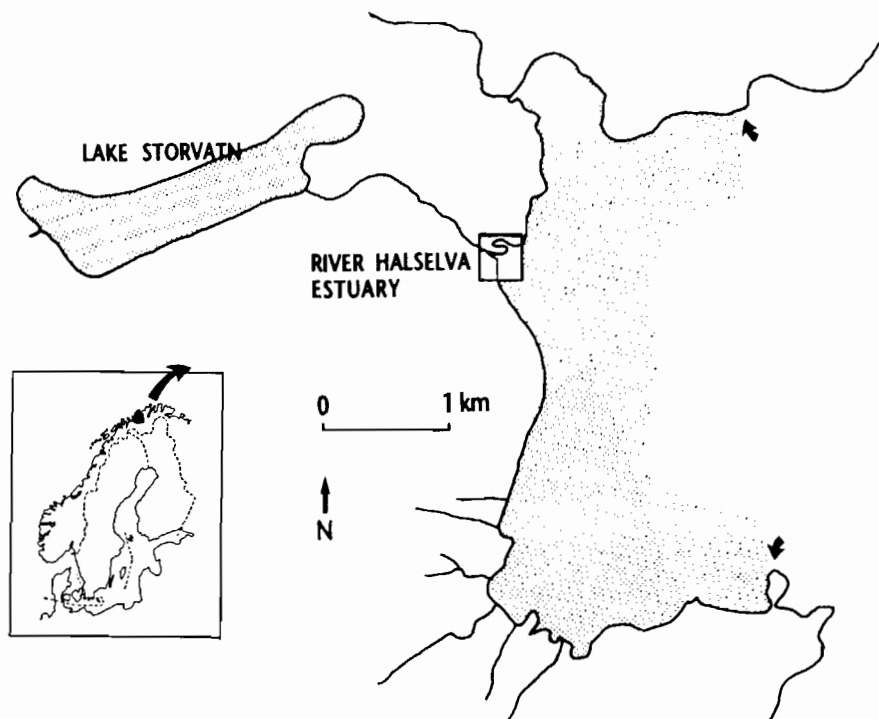 LAKE STORVATN
RIVER HALSELVA
ESTUARY
0 1 km
N